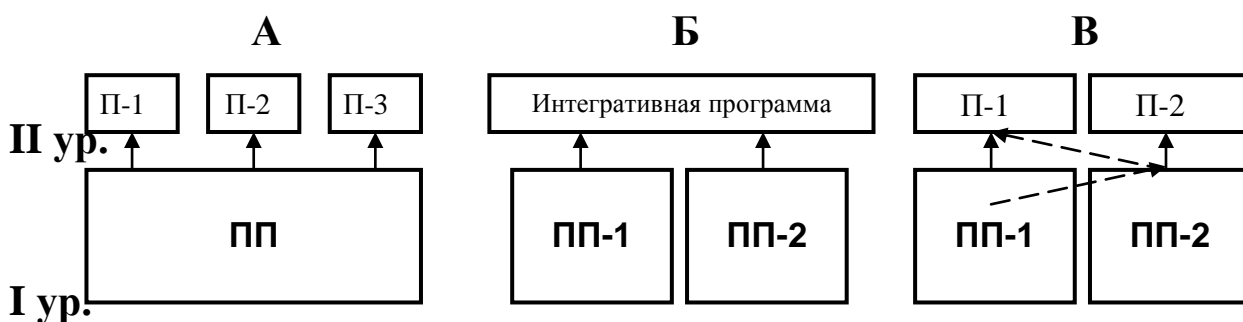 А Б В
П-1 П-2 П-3 Интегративная программа П-1 П-2
II ур.
ПП ПП-1 ПП-2 ПП-1 ПП-2
I ур.